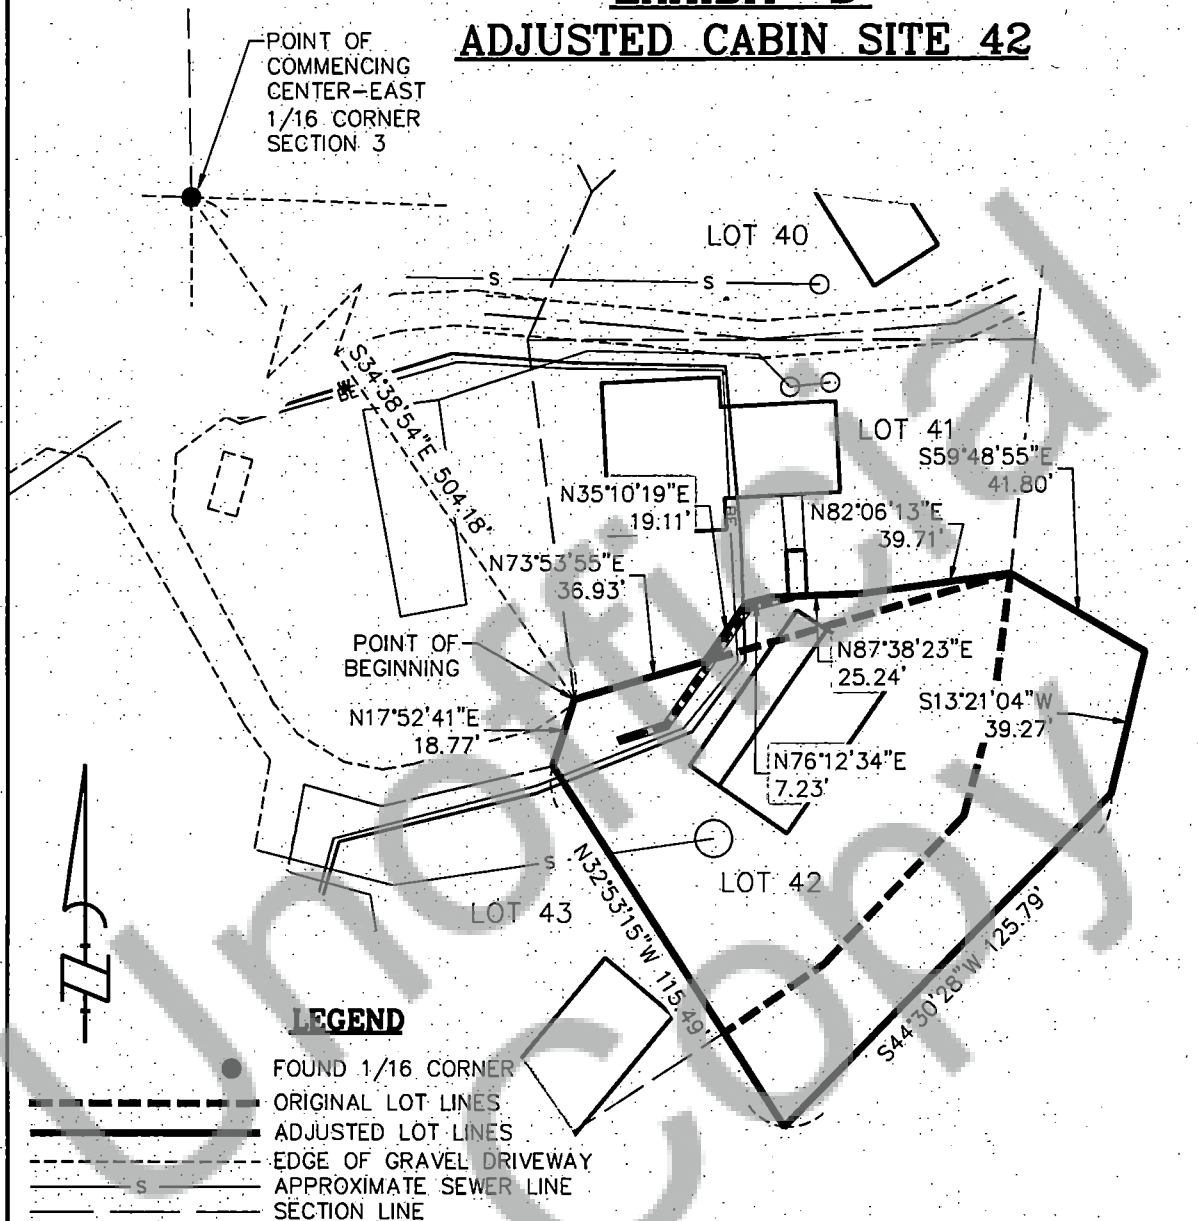 ADJUSTED CABIN SITE 42
POINT OF
COMMENCING
CENTER-EAST
1/16 CORNER
SECTION 3
LOT 40
S
S
S34°38'54"E 504.18'
LOT 41
S59°48'55"E
41.80'
N35°10'19"E
19.11'
N82°06'13"E
39.71'
N73°53'55"E
36.93'
POINT OF
BEGINNING
N87°38'23"E
25.24'
N17°52'41"E
18.77'
S13°21'04"W
39.27'
N76°12'34"E
7.23'
S
LOT 42
LOT 43
N32°53'15"W 115.49'
S44°30'28"W 125.79'
LEGEND
FOUND 1/16 CORNER
ORIGINAL LOT LINES
ADJUSTED LOT LINES
EDGE OF GRAVEL DRIVEWAY
S
APPROXIMATE SEWER LINE
SECTION LINE
Unofficial
Copy